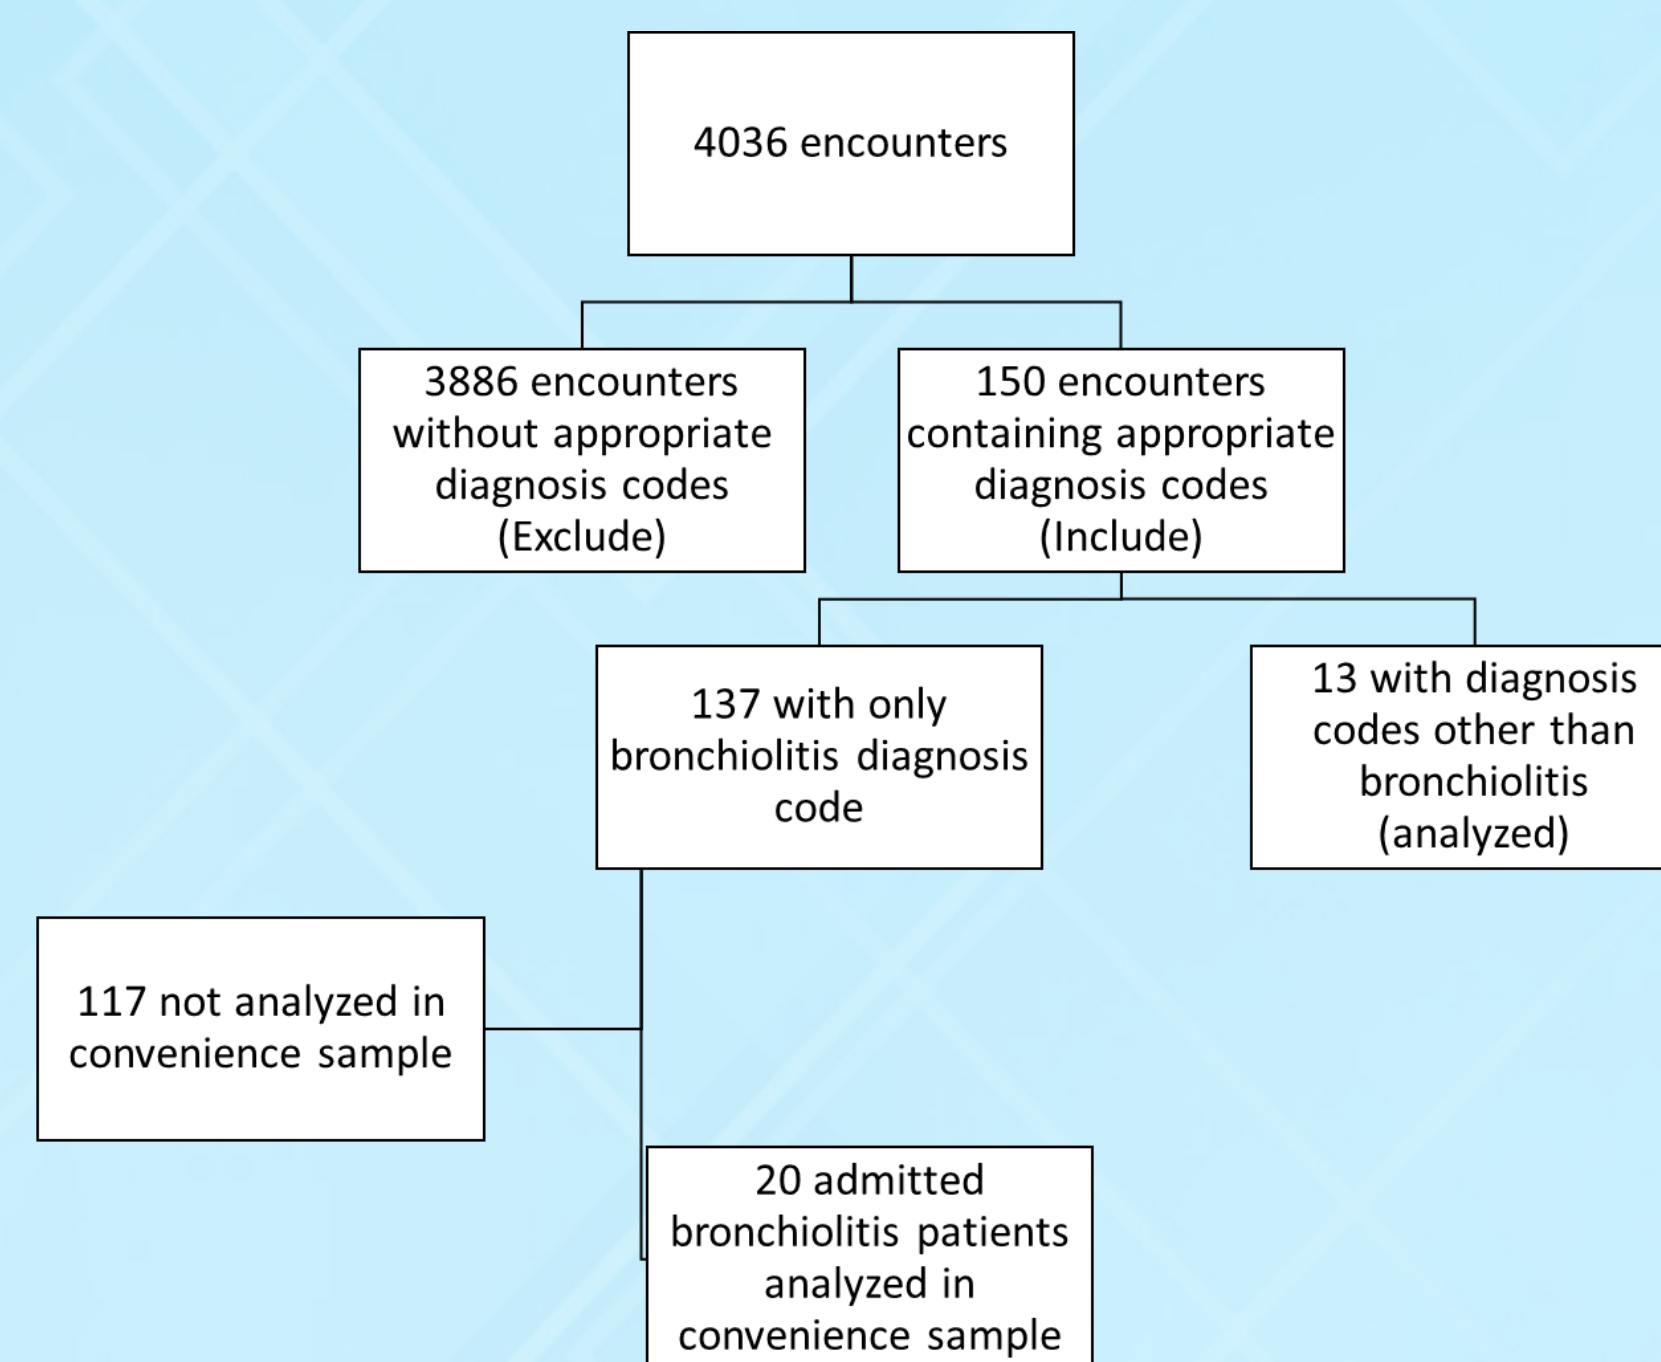 4036 encounters
3886 encounters
without appropriate
diagnosis codes
(Exclude)
150 encounters
containing appropriate
diagnosis codes
(Include)
137 with only
bronchiolitis diagnosis
code
13 with diagnosis
codes other than
bronchiolitis
(analyzed)
117 not analyzed in
convenience sample
20 admitted
bronchiolitis patients
analyzed in
convenience sample